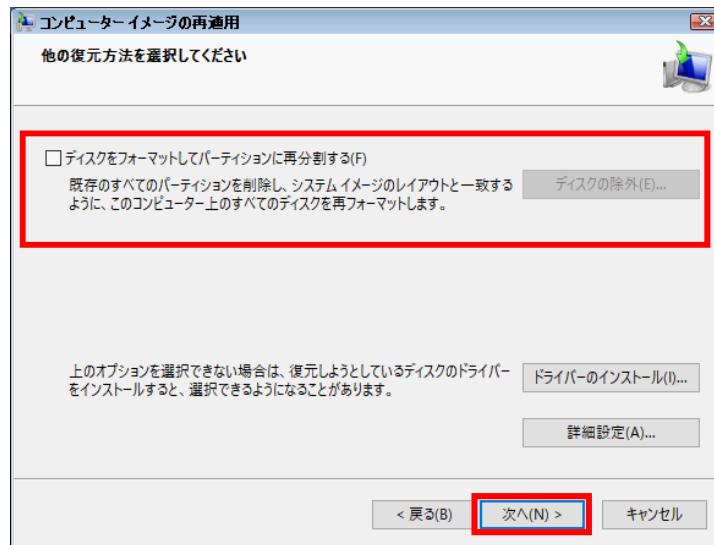 コンピューター イメージの再適用
他の復元方法を選択してください
ディスクをフォーマットしてパーティションに再分割する(F)
既存のすべてのパーティションを削除し、システム イメージのレイアウトと一致する
ように、このコンピューター上のすべてのディスクを再フォーマットします。
ディスクの除外(E)...
上のオプションを選択できない場合は、復元しようとしているディスクのドライバー
をインストールすると、選択できるようになることがあります。
ドライバーのインストール(I)...
詳細設定(A)...
< 戻る(B)
次へ(N) >
キャンセル